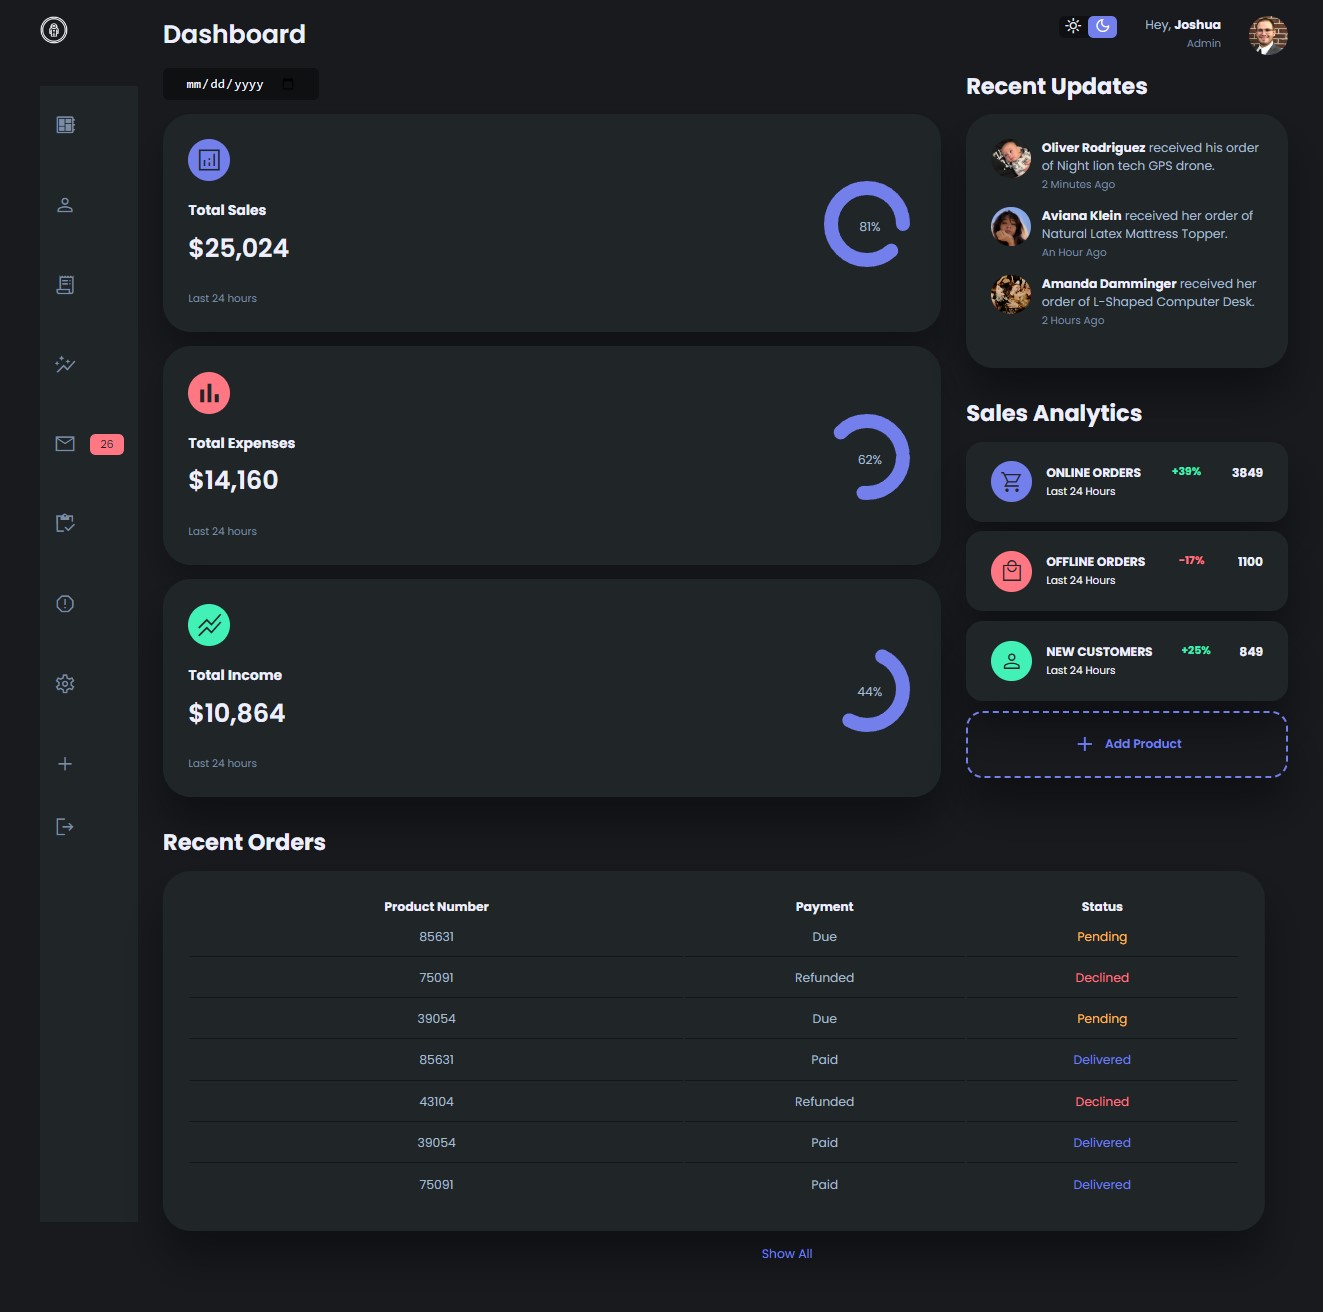 Dashboard
Hey, Joshua
Admin
mm/dd/yyyy
26
Total Sales
$25,024
81%
Last 24 hours
Total Expenses
$14,160
62%
Last 24 hours
Total Income
$10,864
44%
Last 24 hours
Recent Updates
Oliver Rodriguez received his order
of Night lion tech GPS drone.
2 Minutes Ago
Aviana Klein received her order of
Natural Latex Mattress Topper.
An Hour Ago
Amanda Damminger received her
order of L-Shaped Computer Desk.
2 Hours Ago
Sales Analytics
ONLINE ORDERS +39% 3849
Last 24 Hours
OFFLINE ORDERS -17% 1100
Last 24 Hours
NEW CUSTOMERS +25% 849
Last 24 Hours
Add Product
Recent Orders
Product Number Payment Status
85631 Due Pending
75091 Refunded Declined
39054 Due Pending
85631 Paid Delivered
43104 Refunded Declined
39054 Paid Delivered
75091 Paid Delivered
Show All